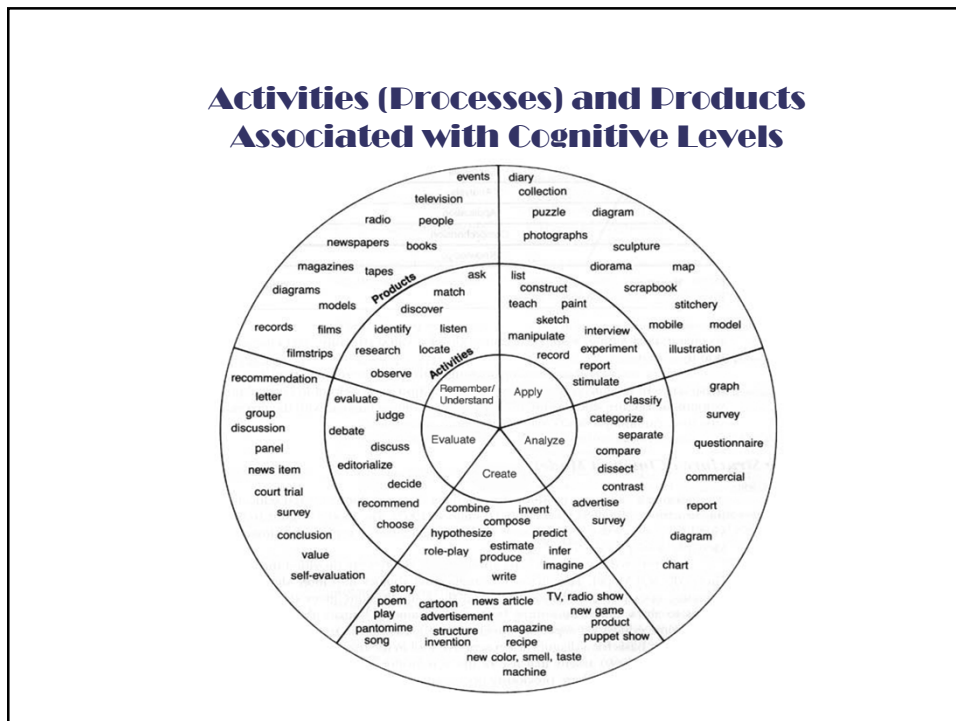 Activities (Processes) and Products
Associated with Cognitive Levels
events
television
radio people
newspapers books
magazines tapes
diagrams
models
records films
filmstrips
Products
ask
match
discover
identify listen
research locate
observe
Activities
Remember/
Understand
diary
collection
puzzle diagram
photographs
sculpture
diorama map
scrapbook
stitchery
mobile model
illustration
list
construct
teach paint
sketch
manipulate interview
record experiment
report
stimulate
Apply
graph
survey
questionnaire
commercial
report
diagram
chart
classify
categorize
separate
compare
dissect
contrast
advertise
survey
Analyze
Create
combine invent
compose
hypothesize predict
role-play estimate infer
produce imagine
write
story
poem cartoon news article TV, radio show
play advertisement new game
pantomime structure magazine product
song invention recipe puppet show
new color, smell, taste
machine
Evaluate
evaluate
judge
debate
discuss
editorialize
decide
recommend
choose
recommendation
letter
group
discussion
panel
news item
court trial
survey
conclusion
value
self-evaluation